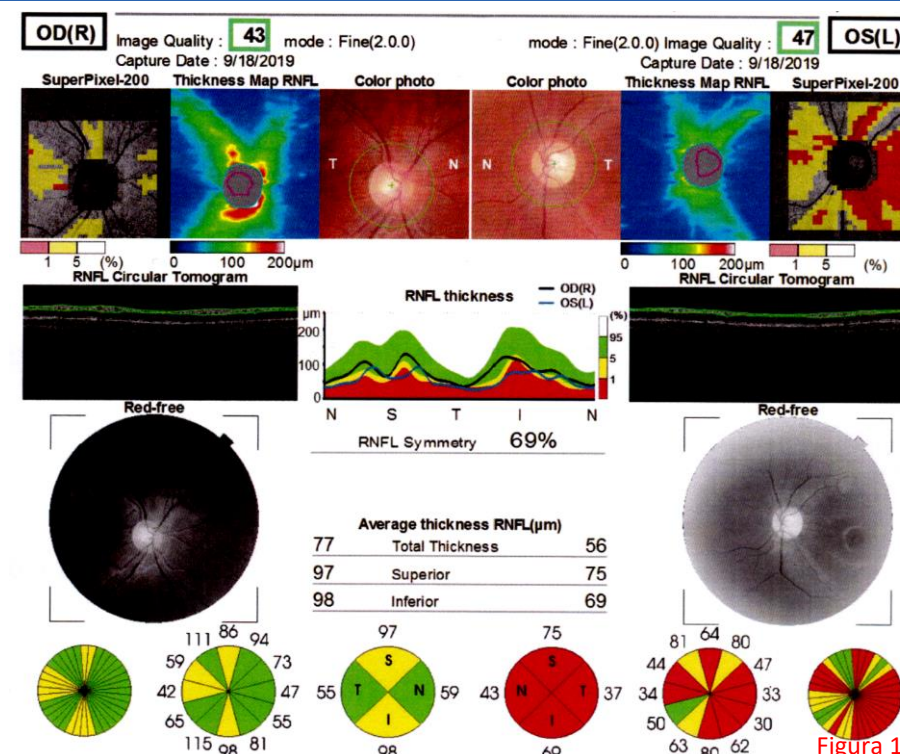 OD(R) Image Quality : 43 mode : Fine(2.0.0) mode : Fine(2.0.0) Image Quality : 47 OS(L)
Capture Date : 9/18/2019 Capture Date : 9/18/2019
SuperPixel-200 Thickness Map RNFL Color photo Color photo Thickness Map RNFL SuperPixel-200
T N N T
1 5 (%) 0 100 200µm 0 100 200µm 1 5 (%)
RNFL Circular Tomogram RNFL Circular Tomogram
RNFL thickness OD(R)
OS(L)
µm (%)
200 95
100 5
0 1
N S T I N
RNFL Symmetry 69%
Red-free Red-free
Average thickness RNFL(µm)
77 Total Thickness 56
97 Superior 75
98 Inferior 69
111 86 94 97 75 81 64 80
59 73 S S 44 47
42 47 55 T N 59 43 N T 37 34 33
65 55 I I 50 30
115 98 81 98 69 63 80 62
Figura 1